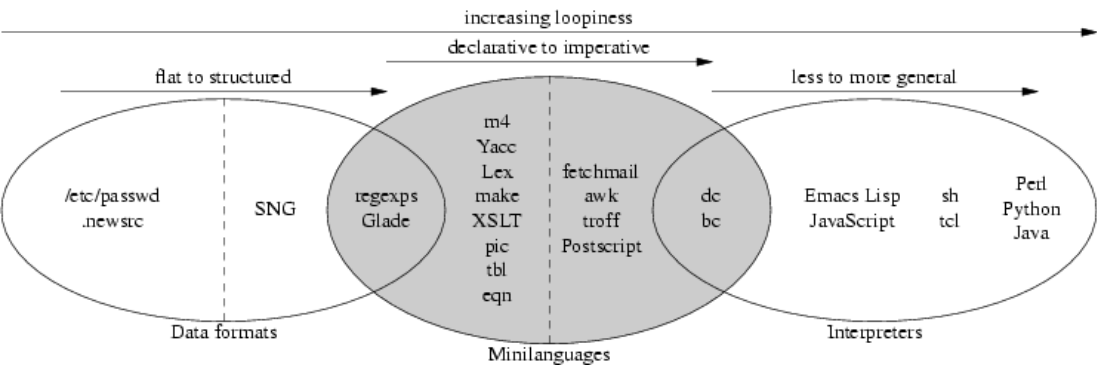 increasing loopiness
declarative to imperative
flat to structured
less to more general
/etc/passwd
.newsrc
SNG
regexps
Glade
m4
Yacc
Lex
make
XSLT
pic
tbl
eqn
fetchmail
awk
troff
Postscript
dc
bc
Emacs Lisp
JavaScript
sh
tcl
Perl
Python
Java
Data formats
Minilanguages
Interpreters